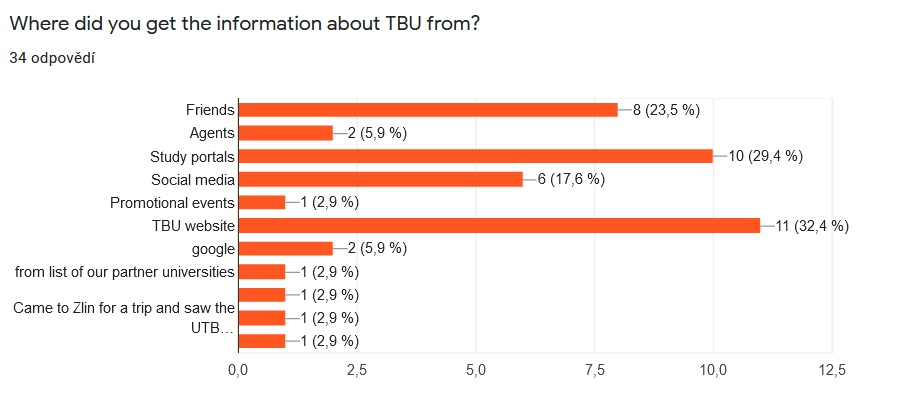 Where did you get the information about TBU from?
34 odpovědí
Friends
8 (23,5 %)
Agents
2 (5,9 %)
Study portals
10 (29,4 %)
Social media
6 (17,6 %)
Promotional events
1 (2,9 %)
TBU website
11 (32,4 %)
google
2 (5,9 %)
from list of our partner universities
1 (2,9 %)
1 (2,9 %)
Came to Zlin for a trip and saw the
UTB…
1 (2,9 %)
1 (2,9 %)
0,0
2,5
5,0
7,5
10,0
12,5